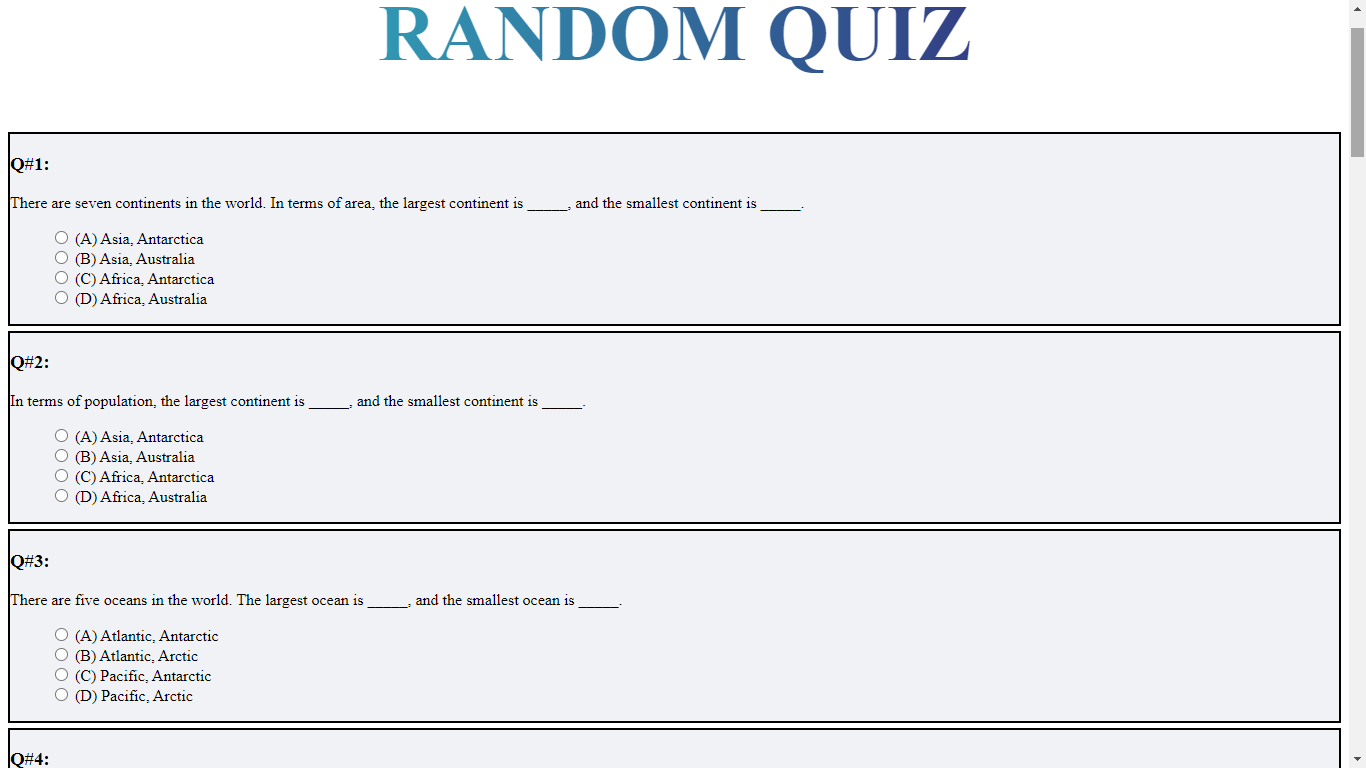 RANDOM QUIZ
Q#1:
There are seven continents in the world. In terms of area, the largest continent is _____, and the smallest continent is _____.
(A) Asia, Antarctica
(B) Asia, Australia
(C) Africa, Antarctica
(D) Africa, Australia
Q#2:
In terms of population, the largest continent is _____, and the smallest continent is _____.
(A) Asia, Antarctica
(B) Asia, Australia
(C) Africa, Antarctica
(D) Africa, Australia
Q#3:
There are five oceans in the world. The largest ocean is _____, and the smallest ocean is _____.
(A) Atlantic, Antarctic
(B) Atlantic, Arctic
(C) Pacific, Antarctic
(D) Pacific, Arctic
Q#4: